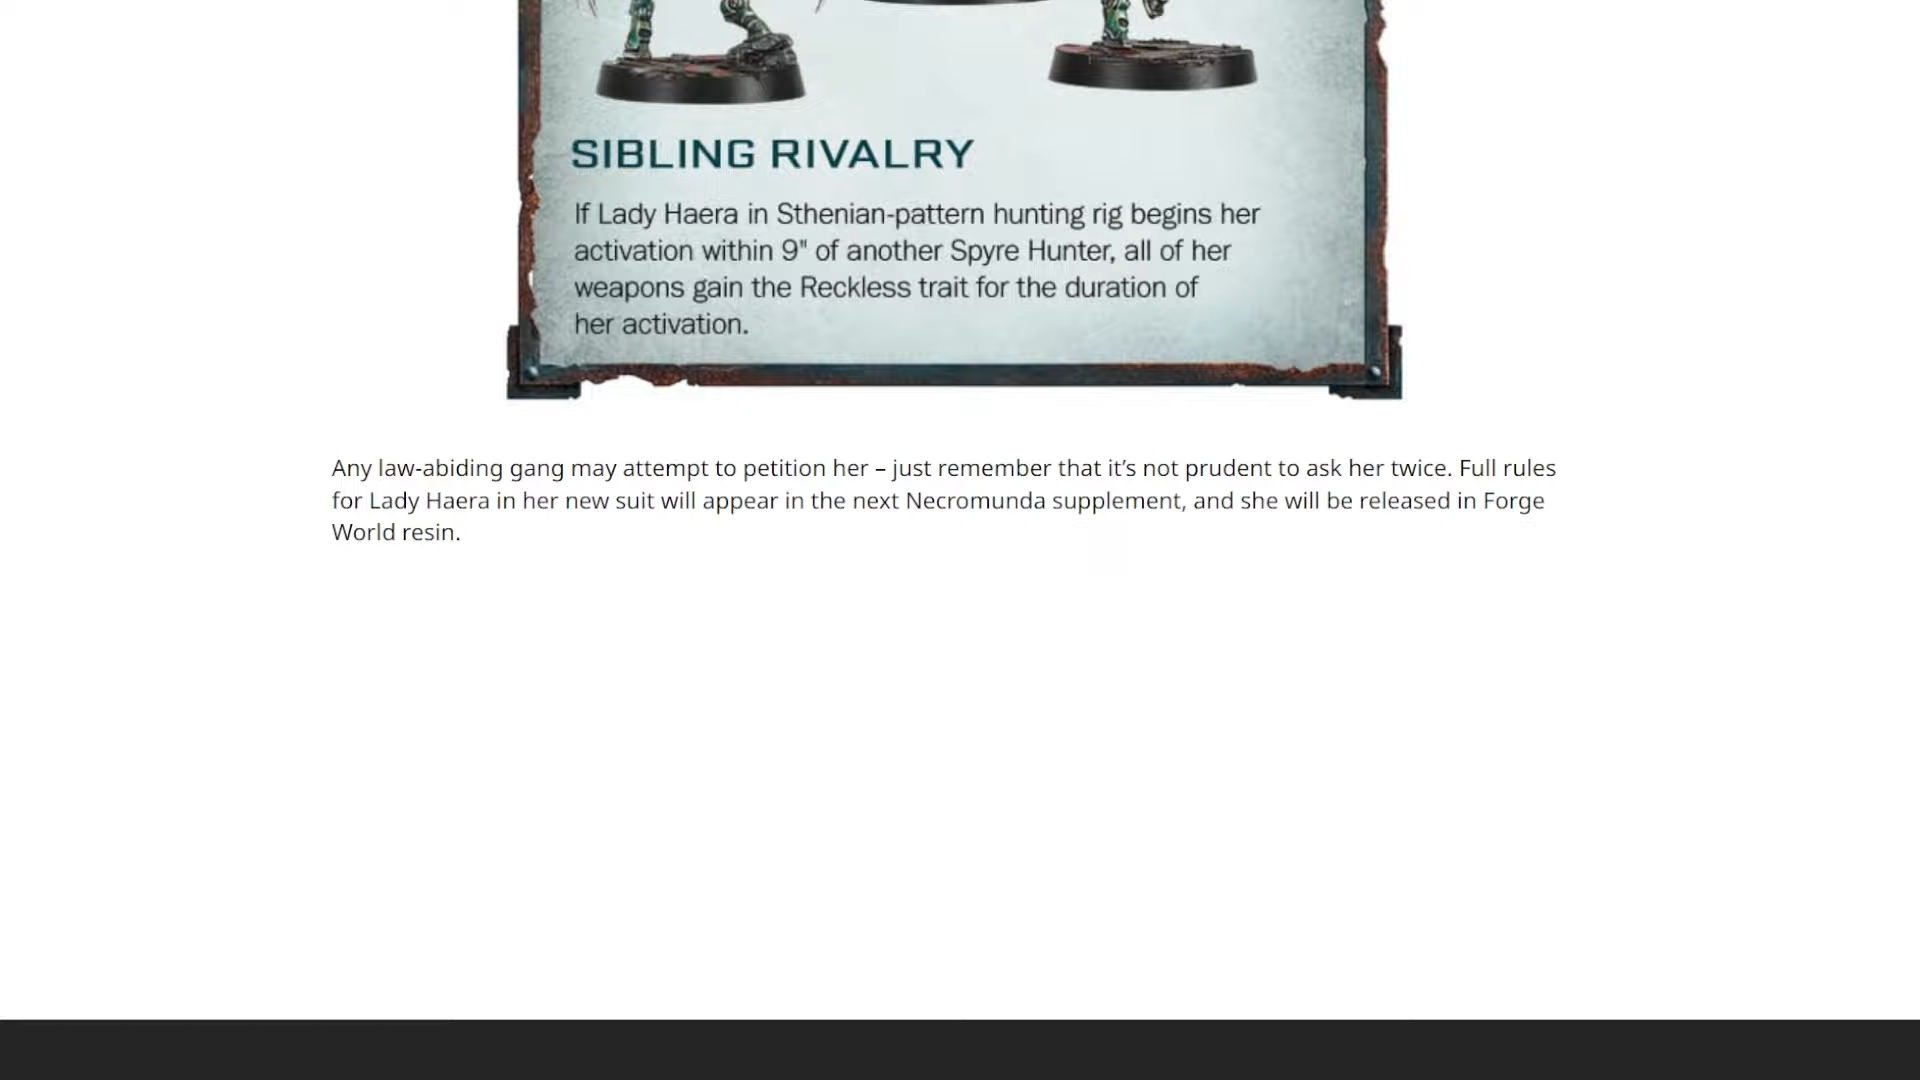 SIBLING RIVALRY
If Lady Haera in Sthenian-pattern hunting rig begins her
activation within 9" of another Spyre Hunter, all of her
weapons gain the Reckless trait for the duration of
her activation.
Any law-abiding gang may attempt to petition her – just remember that it’s not prudent to ask her twice. Full rules
for Lady Haera in her new suit will appear in the next Necromunda supplement, and she will be released in Forge
World resin.